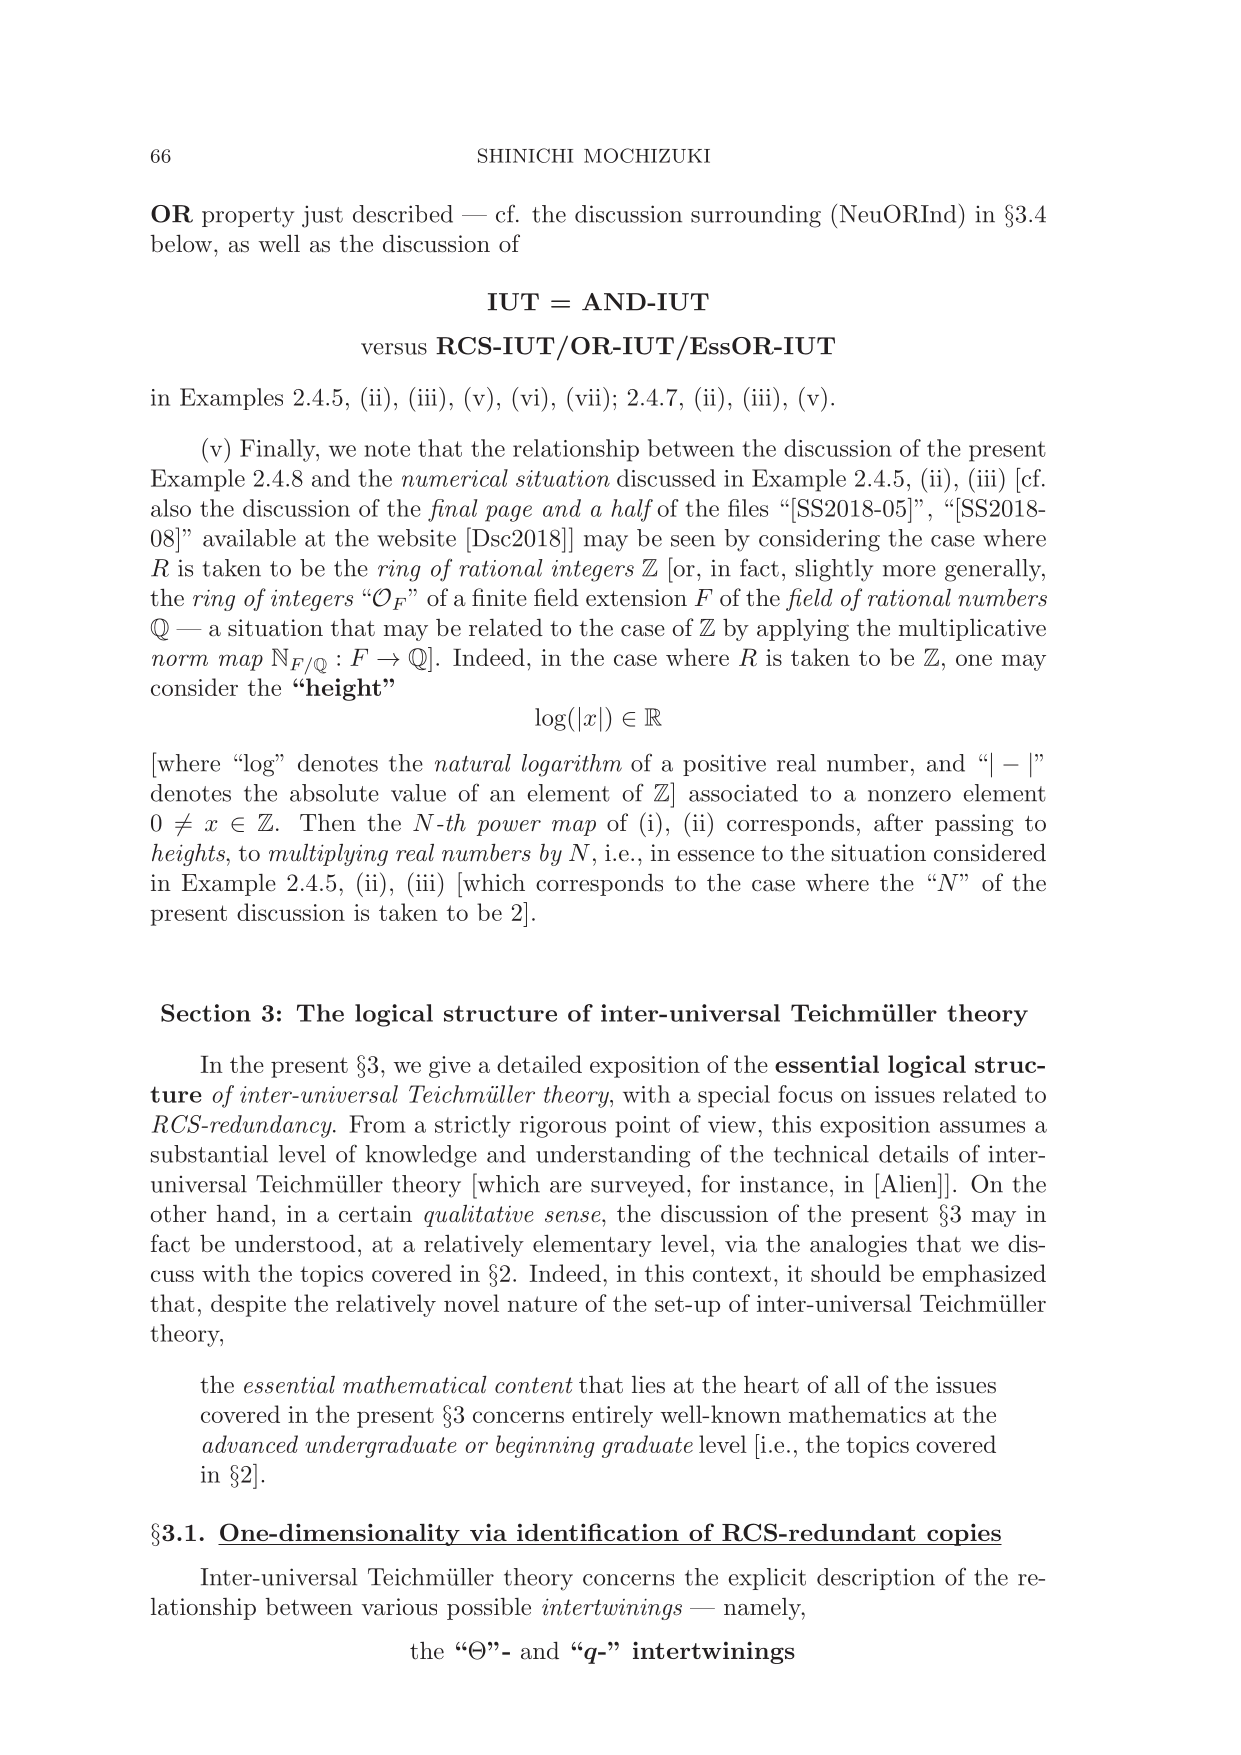 66 SHINICHI MOCHIZUKI
OR property just described — cf. the discussion surrounding (NeuORInd) in §3.4
below, as well as the discussion of
IUT = AND-IUT
versus RCS-IUT/OR-IUT/EssOR-IUT
in Examples 2.4.5, (ii), (iii), (v), (vi), (vii); 2.4.7, (ii), (iii), (v).
(v) Finally, we note that the relationship between the discussion of the present
Example 2.4.8 and the numerical situation discussed in Example 2.4.5, (ii), (iii) [cf.
also the discussion of the final page and a half of the files “[SS2018-05]”, “[SS2018-
08]” available at the website [Dsc2018]] may be seen by considering the case where
R is taken to be the ring of rational integers ℤ [or, in fact, slightly more generally,
the ring of integers “𝒪_F” of a finite field extension F of the field of rational numbers
ℚ — a situation that may be related to the case of ℤ by applying the multiplicative
norm map ℕ_{F/ℚ} : F → ℚ]. Indeed, in the case where R is taken to be ℤ, one may
consider the “height”
log(|x|) ∈ ℝ
[where “log” denotes the natural logarithm of a positive real number, and “| − |”
denotes the absolute value of an element of ℤ] associated to a nonzero element
0 ≠ x ∈ ℤ. Then the N-th power map of (i), (ii) corresponds, after passing to
heights, to multiplying real numbers by N, i.e., in essence to the situation considered
in Example 2.4.5, (ii), (iii) [which corresponds to the case where the “N” of the
present discussion is taken to be 2].
Section 3: The logical structure of inter-universal Teichmüller theory
In the present §3, we give a detailed exposition of the essential logical struc-
ture of inter-universal Teichmüller theory, with a special focus on issues related to
RCS-redundancy. From a strictly rigorous point of view, this exposition assumes a
substantial level of knowledge and understanding of the technical details of inter-
universal Teichmüller theory [which are surveyed, for instance, in [Alien]]. On the
other hand, in a certain qualitative sense, the discussion of the present §3 may in
fact be understood, at a relatively elementary level, via the analogies that we dis-
cuss with the topics covered in §2. Indeed, in this context, it should be emphasized
that, despite the relatively novel nature of the set-up of inter-universal Teichmüller
theory,
the essential mathematical content that lies at the heart of all of the issues
covered in the present §3 concerns entirely well-known mathematics at the
advanced undergraduate or beginning graduate level [i.e., the topics covered
in §2].
§3.1. One-dimensionality via identification of RCS-redundant copies
Inter-universal Teichmüller theory concerns the explicit description of the re-
lationship between various possible intertwinings — namely,
the “Θ”- and “q-” intertwinings